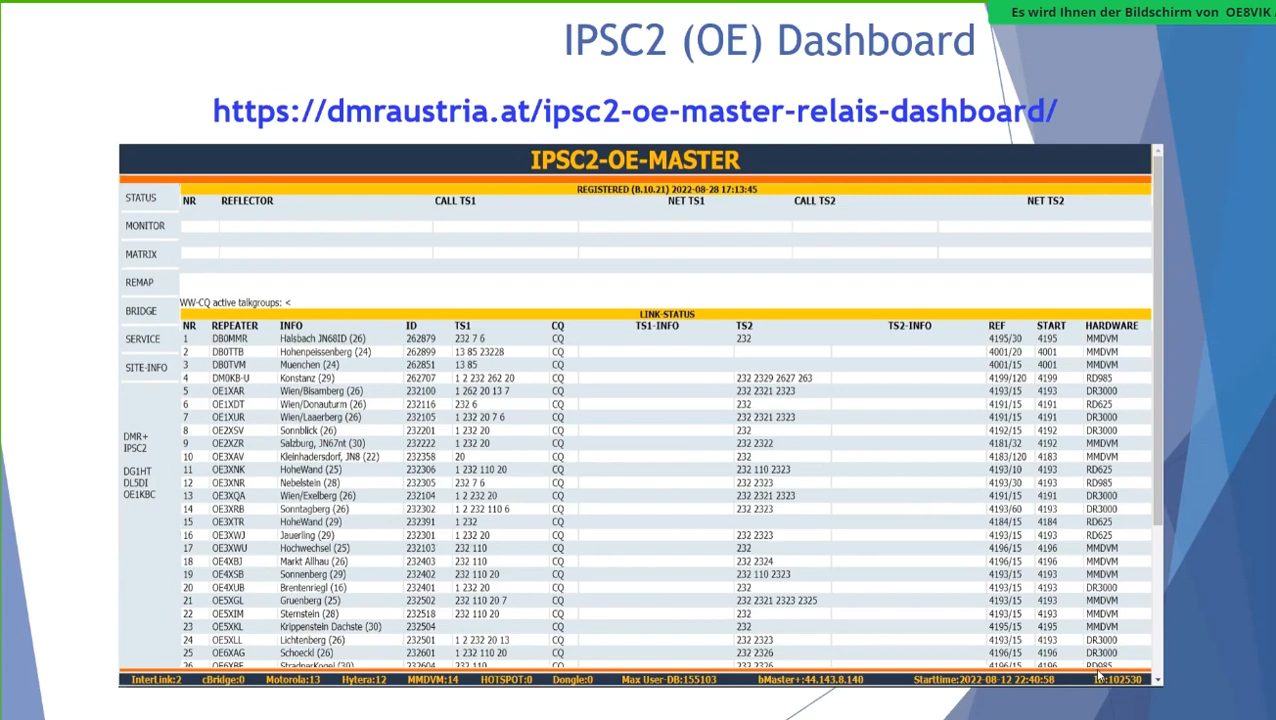 Es wird Ihnen der Bildschirm von OE8VIK
IPSC2 (OE) Dashboard
https://dmraustria.at/ipsc2-oe-master-relais-dashboard/
IPSC2-OE-MASTER
REGISTERED (B.10.21) 2022-08-28 17:13:45
NR REFLECTOR CALL TS1 NET TS1 CALL TS2 NET TS2
STATUS
MONITOR
MATRIX
REMAP
BRIDGE
SERVICE
SITE-INFO
DMR+
IPSC2
DG1HT
DL5DI
OE1KBC
WW-CQ active talkgroups: <
LINK-STATUS
NR REPEATER INFO ID TS1 CQ TS1-INFO TS2 TS2-INFO REF START HARDWARE
1 DB0MMR Halsbach JN68ID (26) 262879 232 7 6 CQ 232 4195/30 4195 MMDVM
2 DB0TTB Hohenpeissenberg (24) 262899 13 85 23228 CQ 4001/20 4001 MMDVM
3 DB0TVM Muenchen (24) 262851 13 85 CQ 4001/15 4001 MMDVM
4 DM0KB-U Konstanz (29) 262707 1 2 232 262 20 CQ 232 2329 2627 263 4199/120 4199 RD985
5 OE1XAR Wien/Bisamberg (26) 232100 1 262 20 13 7 CQ 232 2321 2323 4193/15 4193 DR3000
6 OE1XDT Wien/Donauturm (26) 232116 232 6 CQ 232 4191/15 4191 RD625
7 OE1XUR Wien/Laaerberg (26) 232105 1 232 20 7 6 CQ 232 2321 2323 4191/15 4191 DR3000
8 OE2XSV Sonnblick (26) 232201 1 232 20 CQ 232 4192/15 4192 DR3000
9 OE2XZR Salzburg, JN67nt (30) 232222 1 232 20 CQ 232 2322 4181/32 4192 MMDVM
10 OE3XAV Kleinhadersdorf, JN8 (22) 232358 20 CQ 232 4183/120 4183 MMDVM
11 OE3XNK HoheWand (25) 232306 1 232 110 20 CQ 232 110 2323 4193/10 4193 RD625
12 OE3XNR Nebelstein (28) 232305 232 7 6 CQ 232 2323 4193/30 4193 RD985
13 OE3XQA Wien/Exelberg (26) 232104 1 2 232 20 CQ 232 2321 2323 4191/15 4191 DR3000
14 OE3XRB Sonntagberg (26) 232302 1 2 232 110 6 CQ 232 2323 4193/60 4193 DR3000
15 OE3XTR HoheWand (29) 232391 1 232 CQ 4184/15 4184 RD625
16 OE3XWJ Jauerling (29) 232301 1 232 20 CQ 232 2323 4193/15 4193 RD625
17 OE3XWU Hochwechsel (25) 232103 232 110 CQ 232 4196/15 4196 MMDVM
18 OE4XBJ Markt Allhau (26) 232403 232 110 CQ 232 2324 4196/15 4196 MMDVM
19 OE4XSB Sonnenberg (29) 232402 232 110 20 CQ 232 110 2323 4193/15 4193 MMDVM
20 OE4XUB Brentenriegl (16) 232401 1 232 20 CQ 232 4193/15 4193 DR3000
21 OE5XGL Gruenberg (25) 232502 232 110 20 7 CQ 232 2321 2323 2325 4193/15 4193 MMDVM
22 OE5XIM Sternstein (28) 232518 232 110 20 CQ 232 4193/15 4193 MMDVM
23 OE5XKL Krippenstein Dachste (30) 232504 CQ 232 4195/15 4195 MMDVM
24 OE5XLL Lichtenberg (26) 232501 1 2 232 20 13 CQ 232 2323 4193/15 4193 DR3000
25 OE6XAG Schoeckl (26) 232601 1 232 110 20 CQ 232 2326 4196/15 4196 DR3000
26 232604 232 110 CQ 232 2326 4196/15 4196 RD985
InterLink:2 cBridge:0 Motorola:13 Hytera:12 MMDVM:14 HOTSPOT:0 Dongle:0 Max User-DB:155103 bMaster+:44.143.8.140 Starttime:2022-08-12 22:40:58 :102530